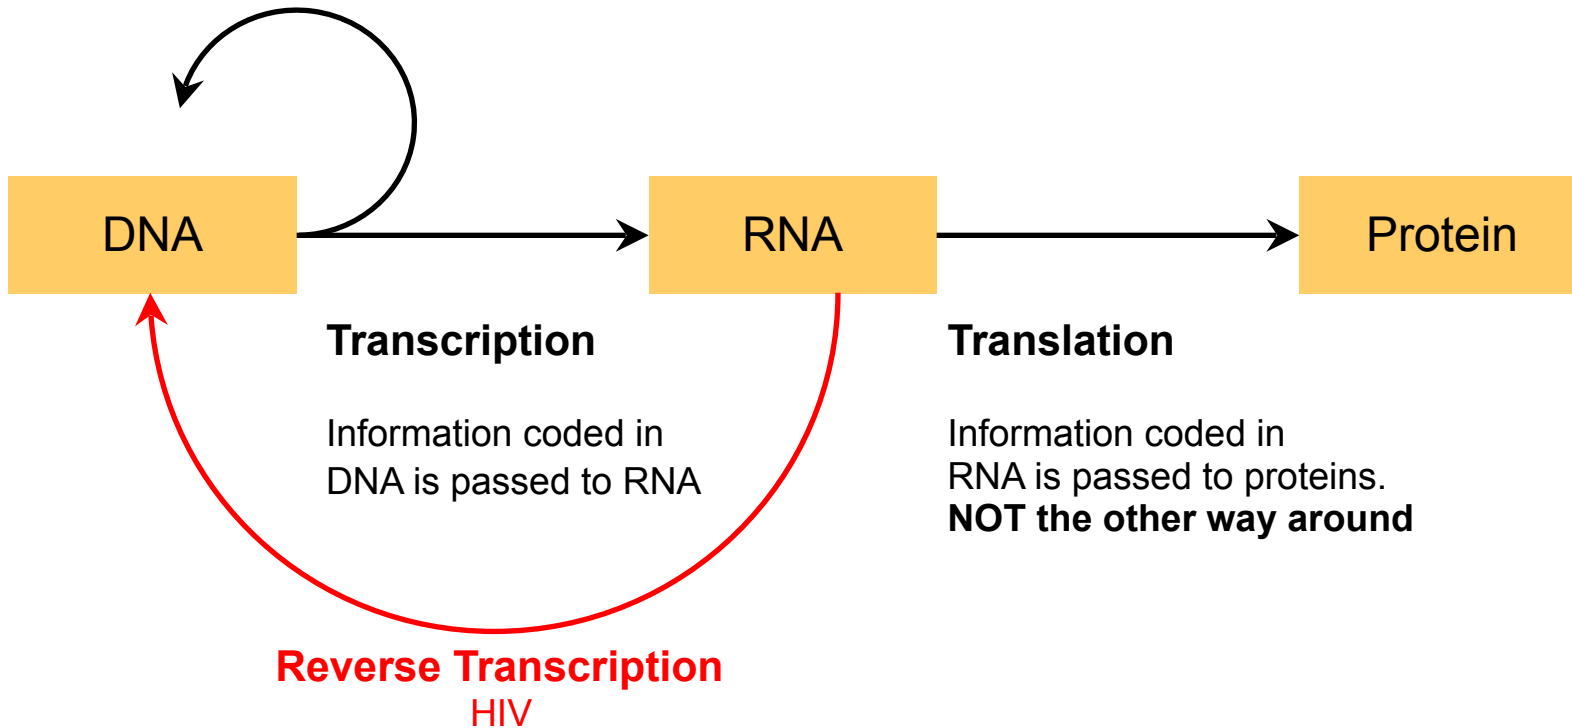 DNA
RNA
Protein
Transcription
Information coded in
DNA is passed to RNA
Translation
Information coded in
RNA is passed to proteins.
NOT the other way around
Reverse Transcription
HIV